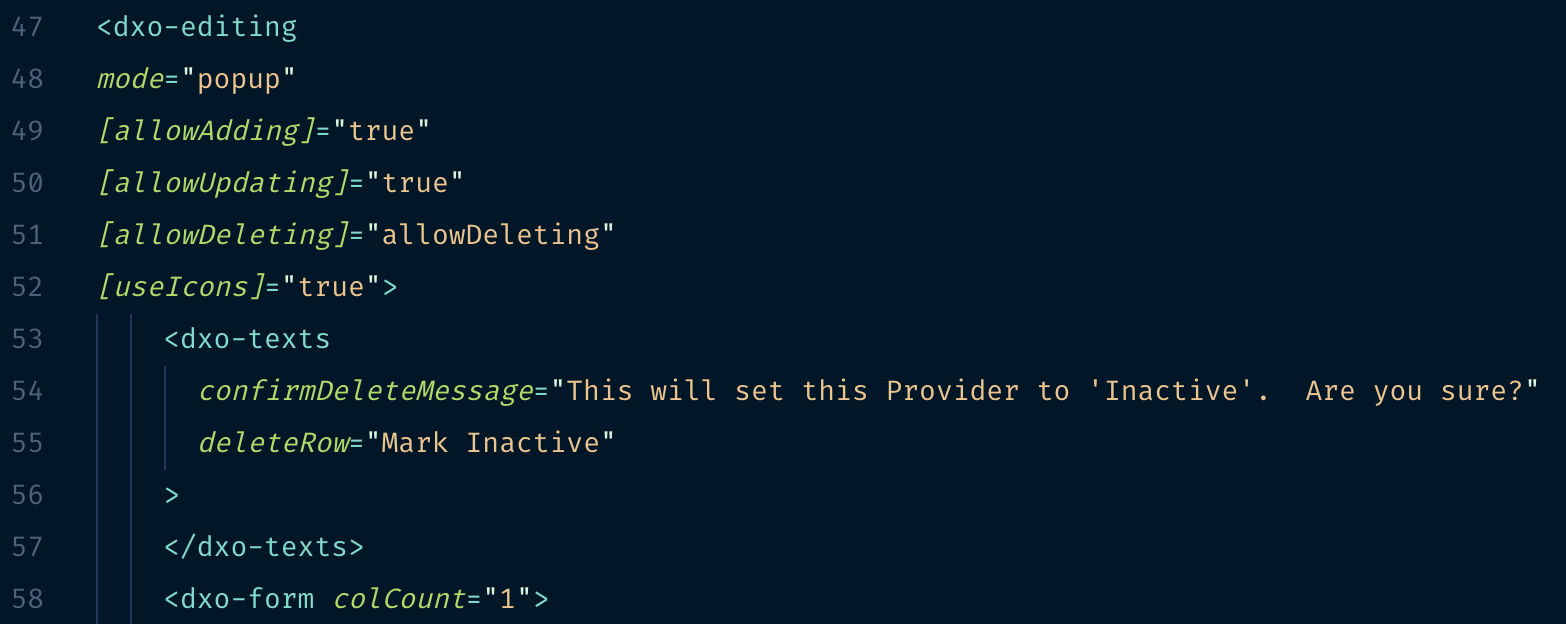 47 <dxo-editing
48 mode="popup"
49 [allowAdding]="true"
50 [allowUpdating]="true"
51 [allowDeleting]="allowDeleting"
52 [useIcons]="true">
53 <dxo-texts
54 confirmDeleteMessage="This will set this Provider to 'Inactive'.  Are you sure?"
55 deleteRow="Mark Inactive"
56 >
57 </dxo-texts>
58 <dxo-form colCount="1">